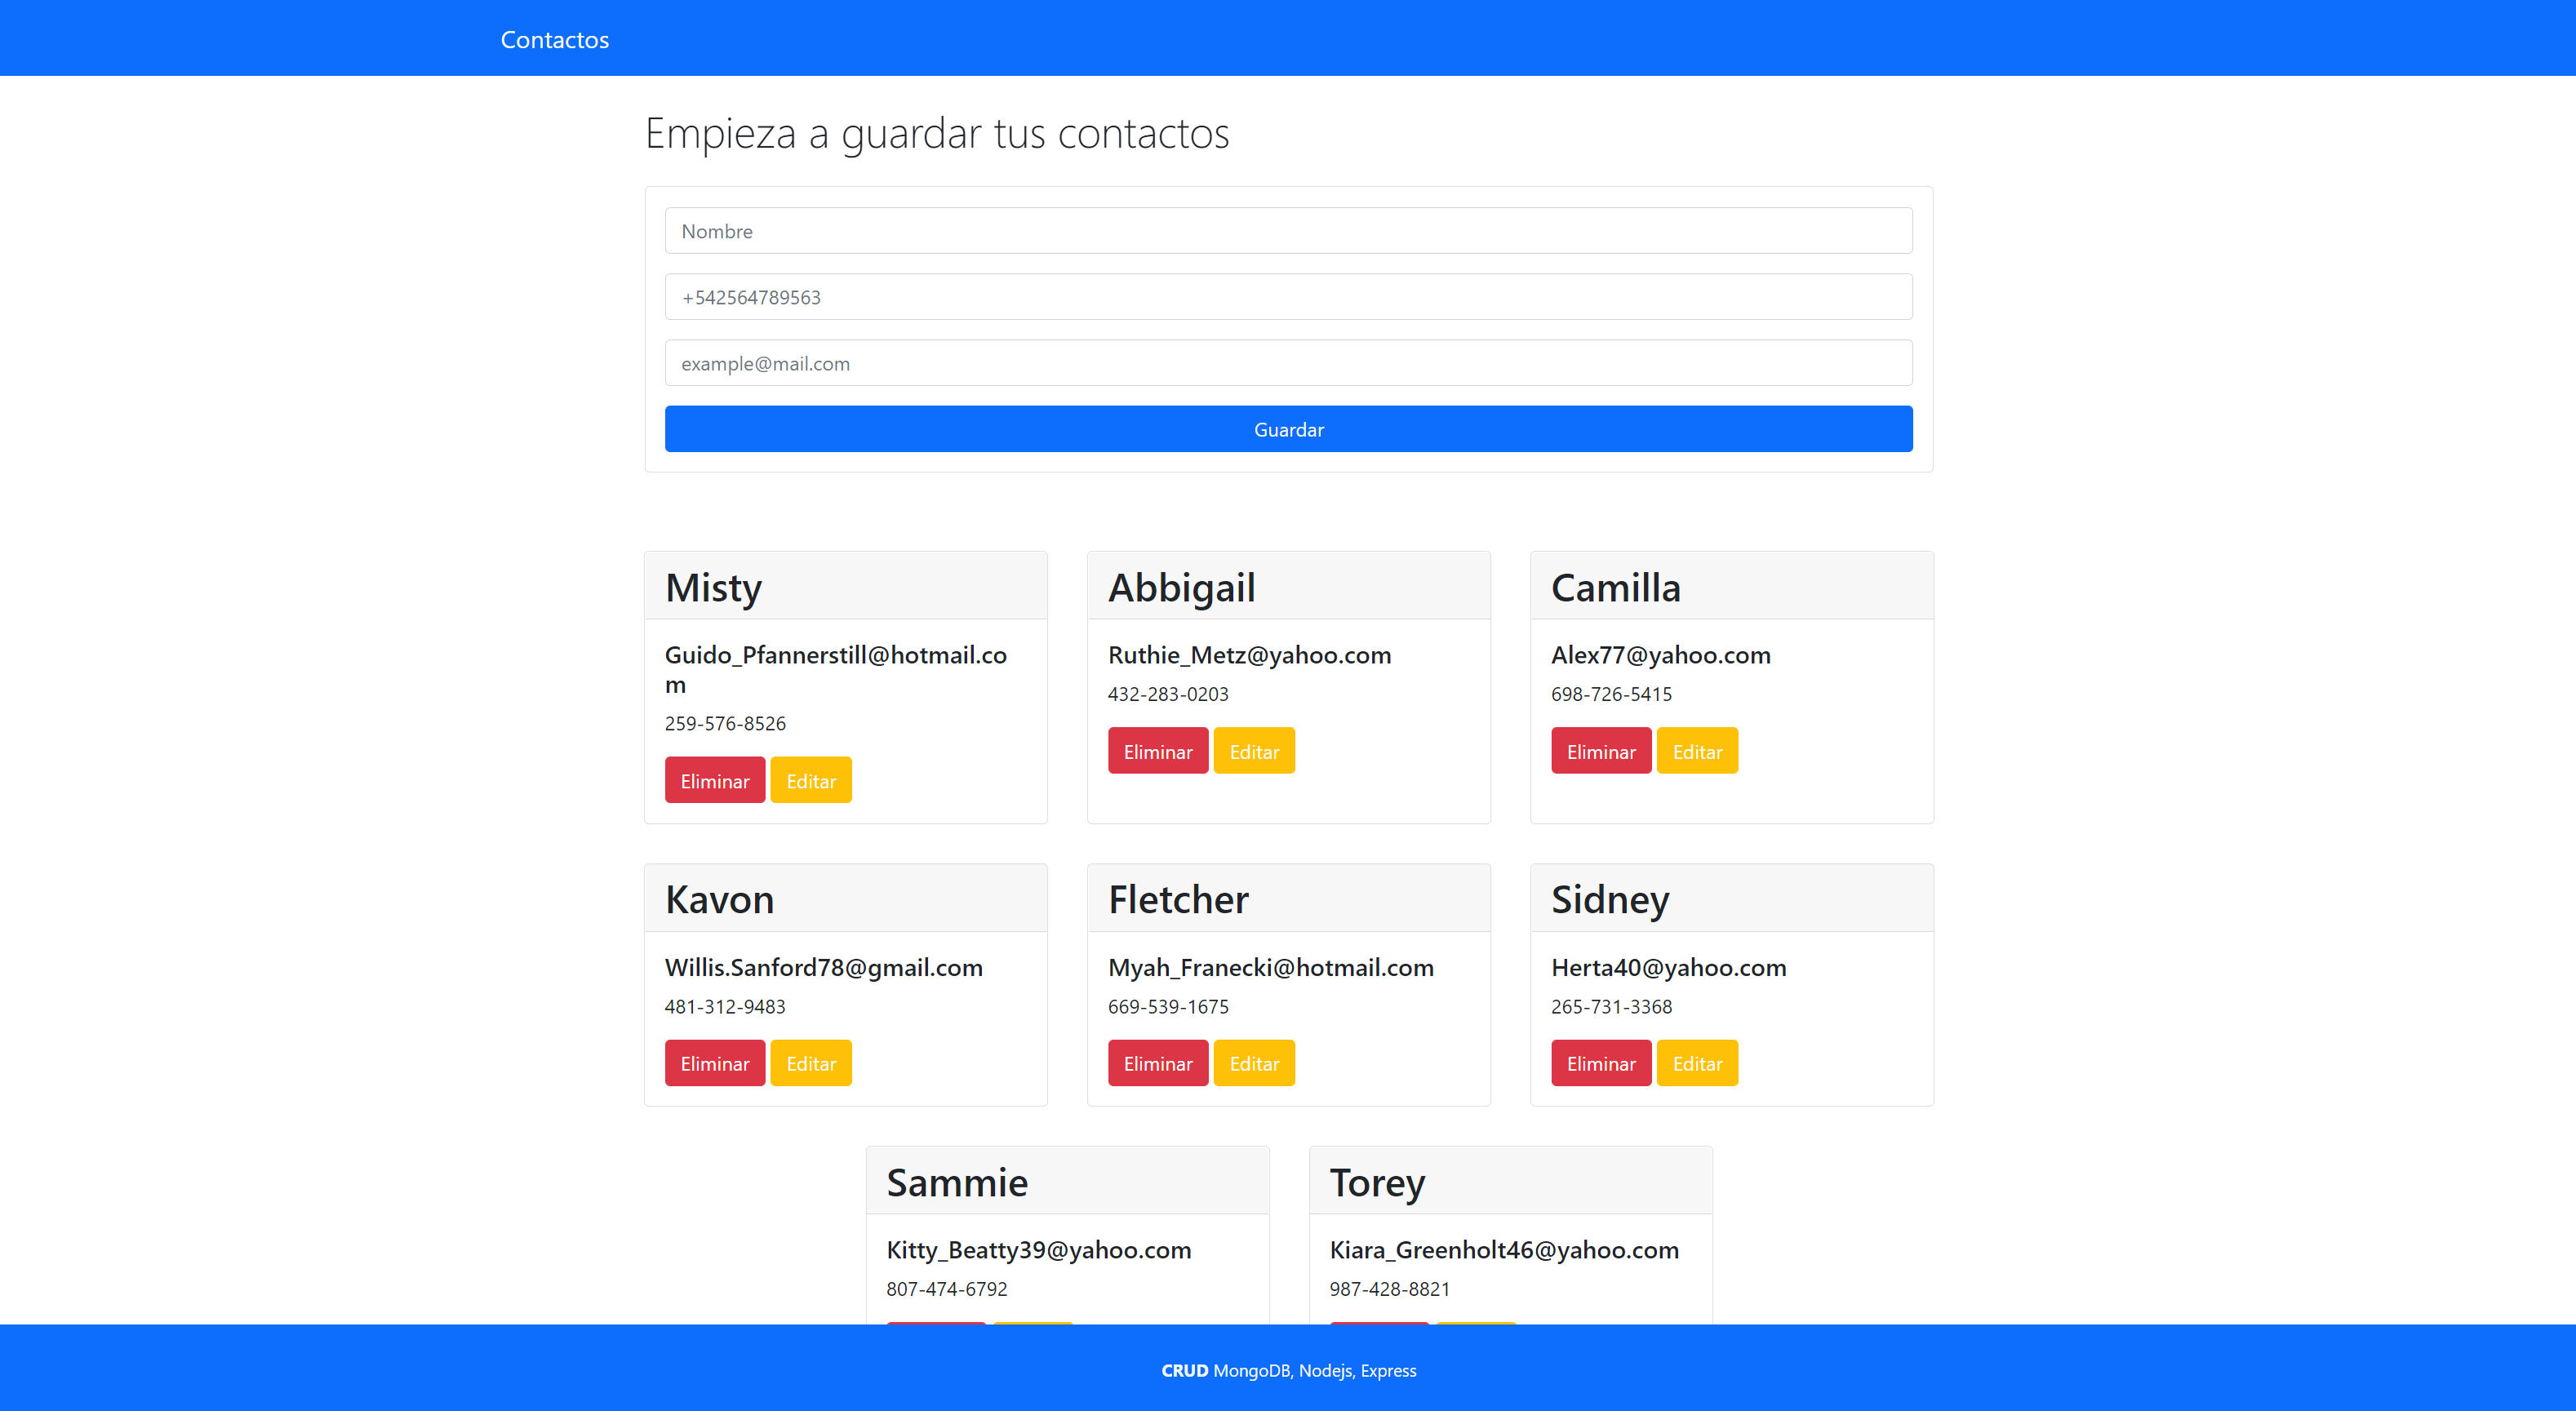 Contactos
Empieza a guardar tus contactos
Nombre
+542564789563
example@mail.com
Guardar
Misty
Guido_Pfannerstill@hotmail.co
m
259-576-8526
Eliminar Editar
Abbigail
Ruthie_Metz@yahoo.com
432-283-0203
Eliminar Editar
Camilla
Alex77@yahoo.com
698-726-5415
Eliminar Editar
Kavon
Willis.Sanford78@gmail.com
481-312-9483
Eliminar Editar
Fletcher
Myah_Franecki@hotmail.com
669-539-1675
Eliminar Editar
Sidney
Herta40@yahoo.com
265-731-3368
Eliminar Editar
Sammie
Kitty_Beatty39@yahoo.com
807-474-6792
Torey
Kiara_Greenholt46@yahoo.com
987-428-8821
CRUD MongoDB, Nodejs, Express